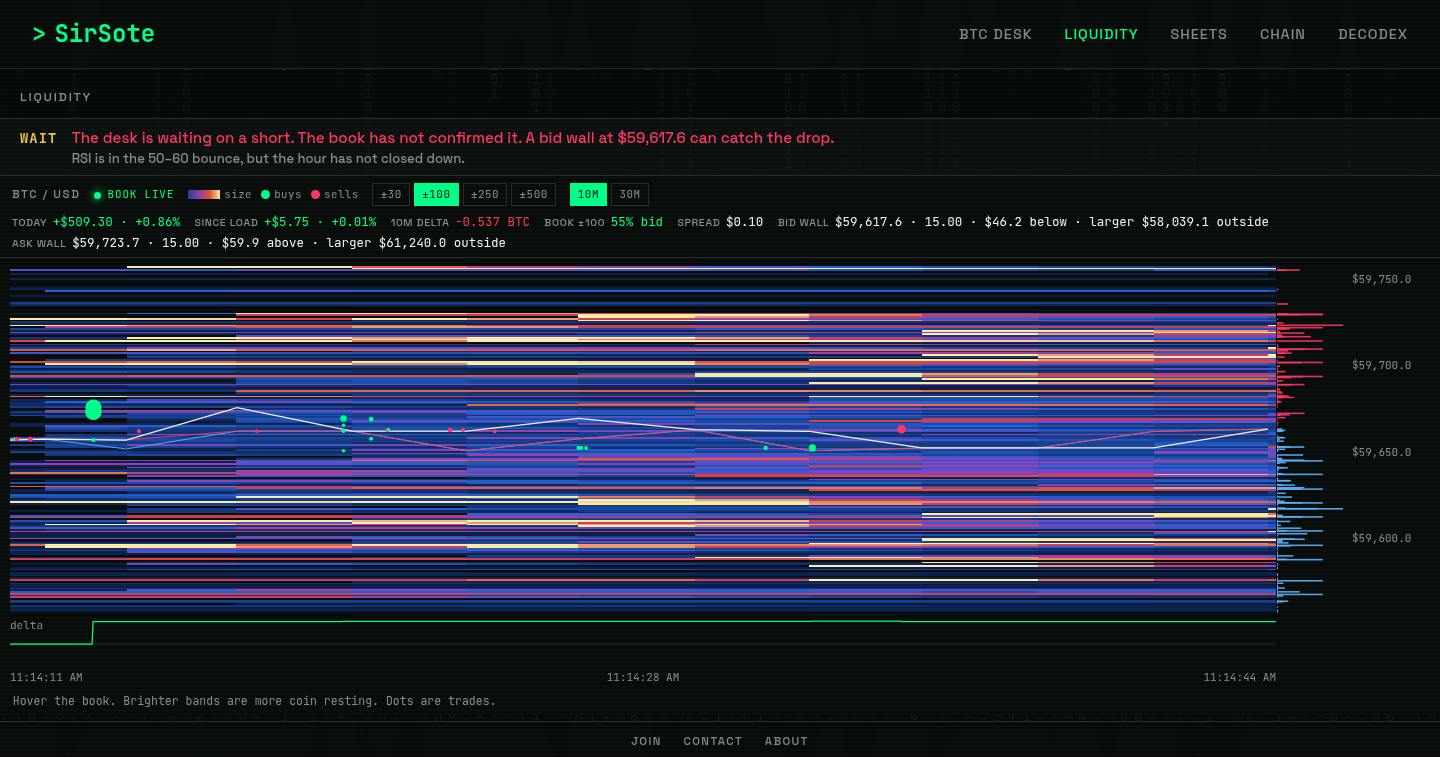 > SirSote
BTC DESK LIQUIDITY SHEETS CHAIN DECODEX
LIQUIDITY
WAIT The desk is waiting on a short. The book has not confirmed it. A bid wall at $59,617.6 can catch the drop.
RSI is in the 50–60 bounce, but the hour has not closed down.
BTC / USD BOOK LIVE size buys sells ±30 ±100 ±250 ±500 10M 30M
TODAY +$509.30 · +0.86% SINCE LOAD +$5.75 · +0.01% 10M DELTA -0.537 BTC BOOK ±100 55% bid SPREAD $0.10 BID WALL $59,617.6 · 15.00 · $46.2 below · larger $58,039.1 outside
ASK WALL $59,723.7 · 15.00 · $59.9 above · larger $61,240.0 outside
$59,750.0
$59,700.0
$59,650.0
$59,600.0
delta
11:14:11 AM 11:14:28 AM 11:14:44 AM
Hover the book. Brighter bands are more coin resting. Dots are trades.
JOIN CONTACT ABOUT